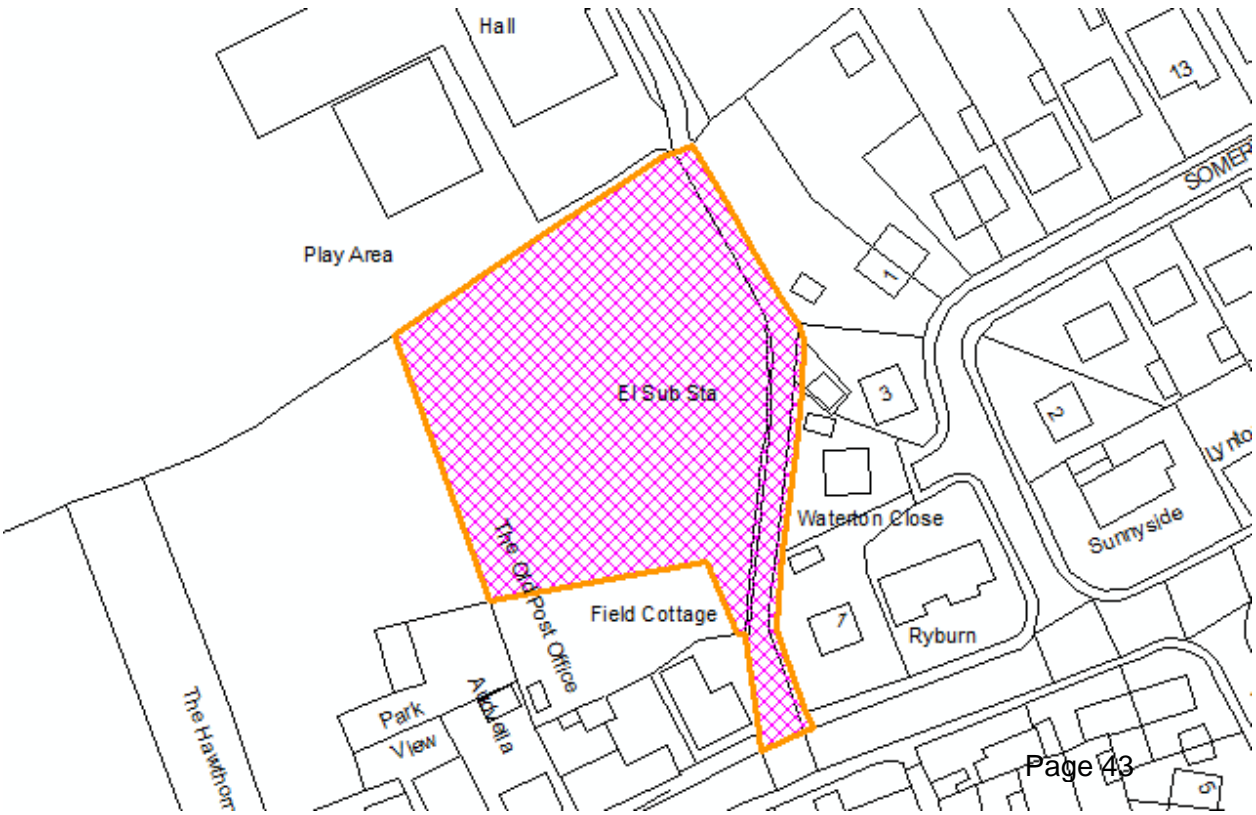 Hall
13
SOMER
Play Area
1
El Sub Sta
3
2
Lynto
Waterton Close
Sunnyside
The Old Post Office
Field Cottage
7
Ryburn
The Hawthorn
Park
View
Page 43